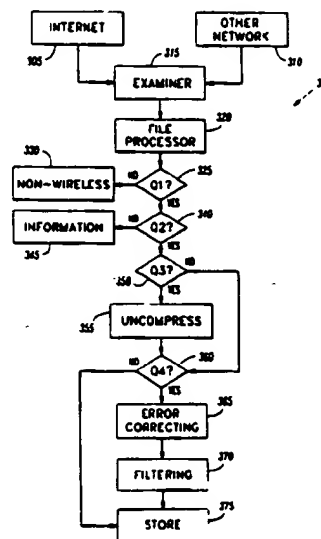 INTERNET
305
OTHER
NETWORK
310
315
EXAMINER
320
FILE
PROCESSOR
330
NON-WIRELESS
NO
Q1?
325
YES
INFORMATION
345
NO
Q2?
340
YES
Q3?
350
NO
YES
355
UNCOMPRESS
NO
Q4?
360
YES
ERROR
CORRECTING
365
FILTERING
370
STORE
375